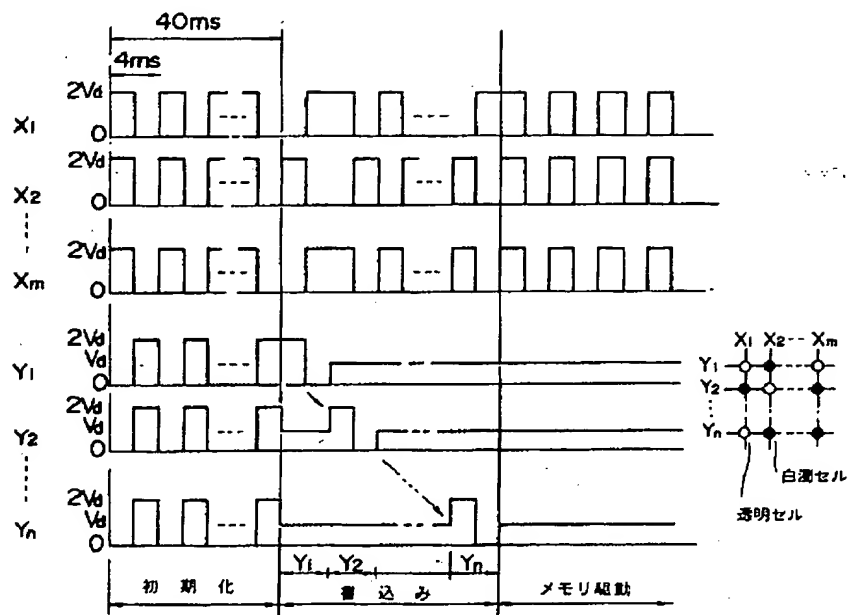 40ms
4ms
X1 2Vd 0
X2 2Vd 0
Xm 2Vd 0
Y1 2Vd Vd 0
Y2 2Vd Vd 0
Yn 2Vd Vd 0
X1 X2 Xm
Y1
Y2
Yn
白濁セル
透明セル
Y1 Y2 Yn
初期化 書込み メモリ駆動